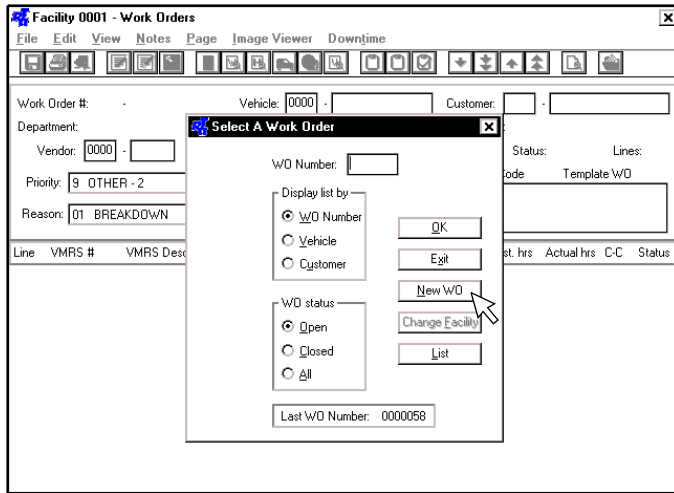 Facility 0001 - Work Orders
File Edit View Notes Page Image Viewer Downtime
Work Order #: - Vehicle: 0000 - Customer: -
Department:
Vendor: 0000 - Status: Lines:
Priority: 9 OTHER - 2 Code Template WO
Reason: 01 BREAKDOWN
Line VMRS # VMRS Desc st. hrs Actual hrs C-C Status
Select A Work Order
WO Number:
Display list by
WO Number
Vehicle
Customer
WO status
Open
Closed
All
OK
Exit
New WO
Change Facility
List
Last WO Number: 0000058